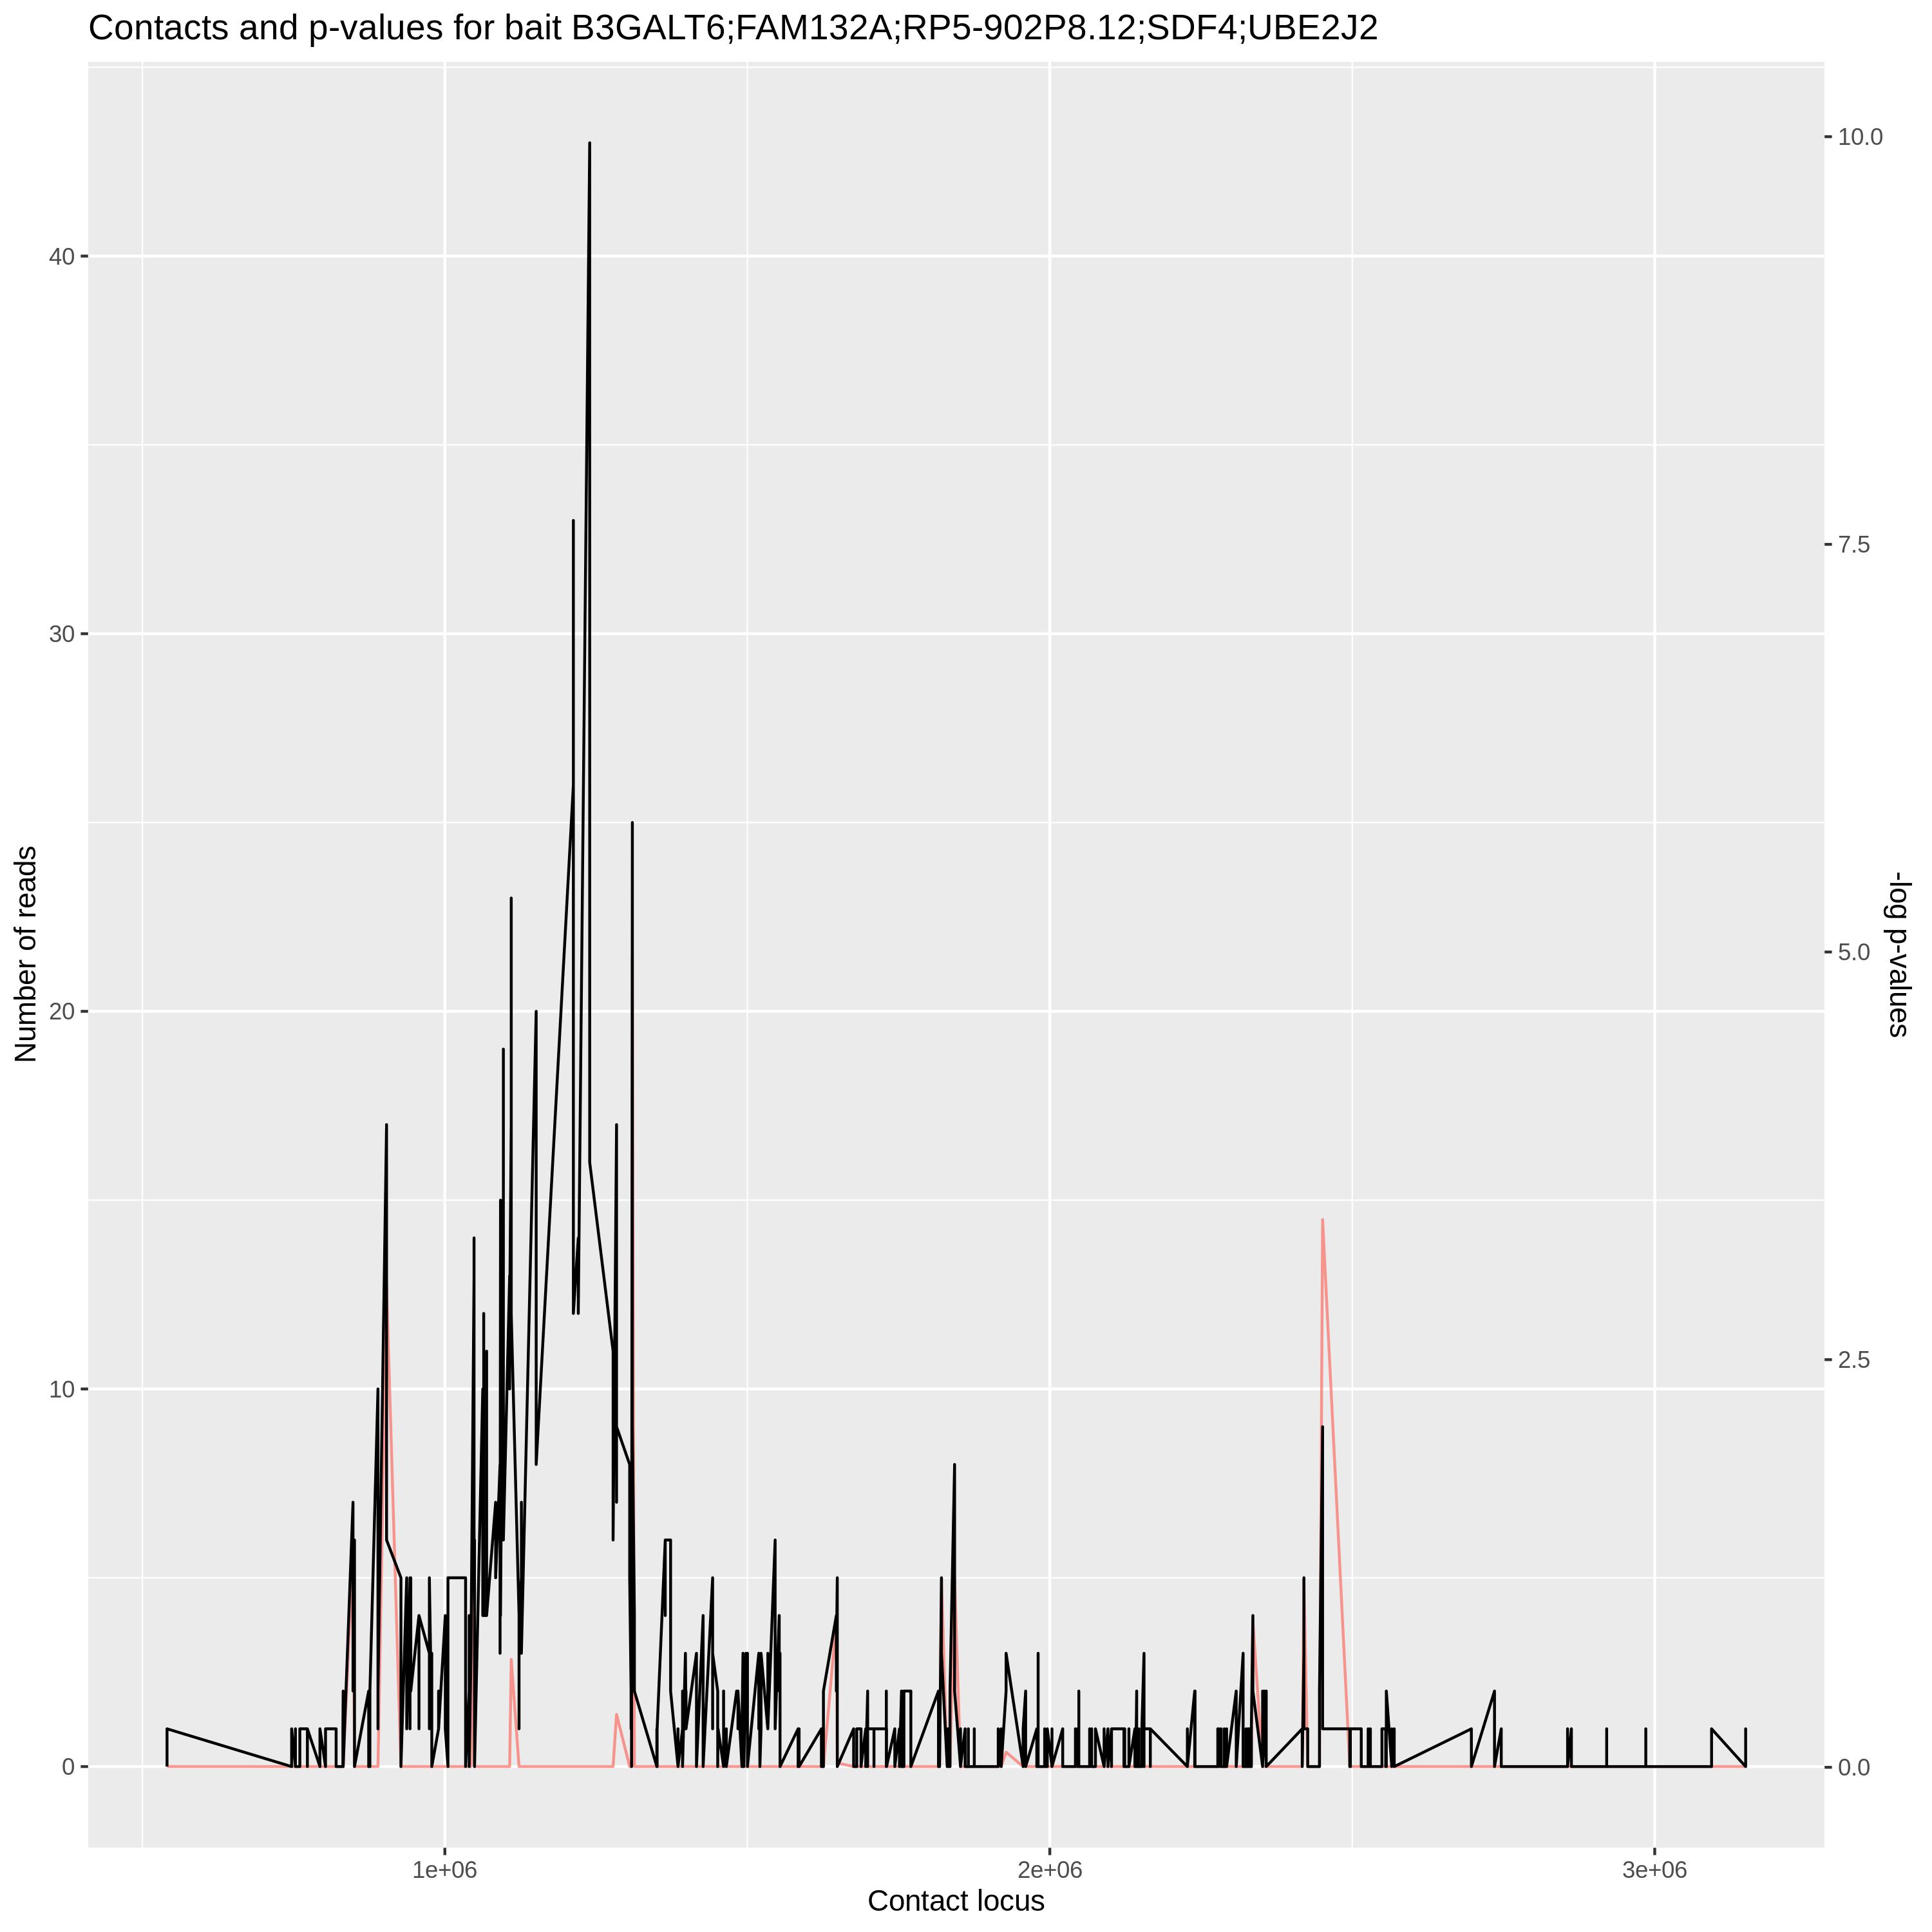 Contacts and p-values for bait B3GALT6;FAM132A;RP5-902P8.12;SDF4;UBE2J2
Number of reads
40
30
20
10
0
10.0
7.5
5.0
2.5
0.0
-log p-values
1e+06 2e+06 3e+06
Contact locus